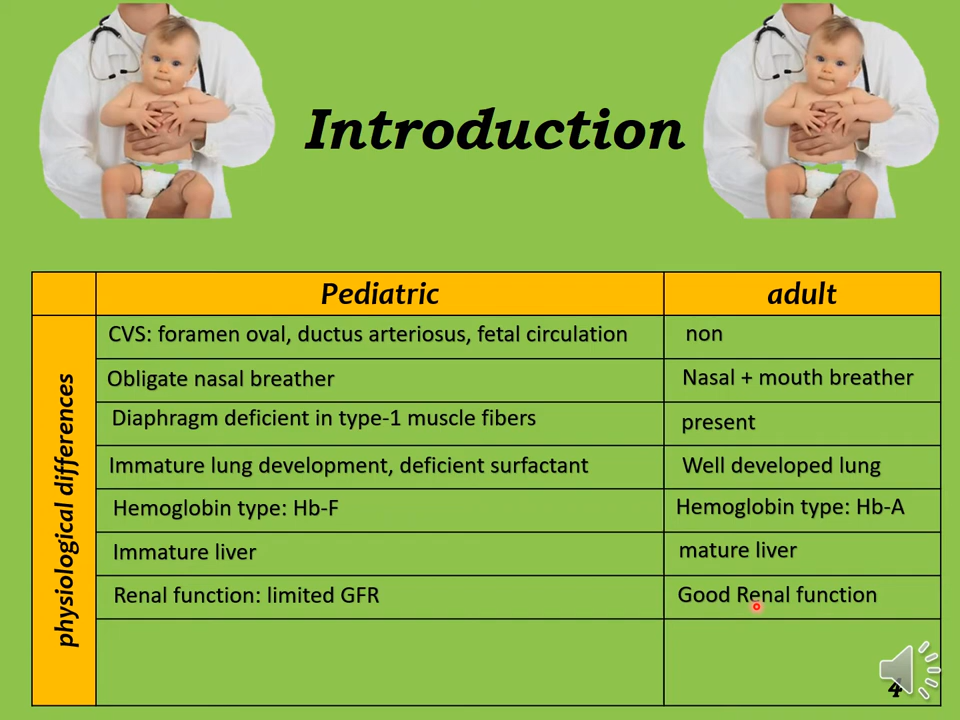 Introduction
Pediatric
adult
physiological differences
CVS: foramen oval, ductus arteriosus, fetal circulation
non
Obligate nasal breather
Nasal + mouth breather
Diaphragm deficient in type-1 muscle fibers
present
Immature lung development, deficient surfactant
Well developed lung
Hemoglobin type: Hb-F
Hemoglobin type: Hb-A
Immature liver
mature liver
Renal function: limited GFR
Good Renal function
4